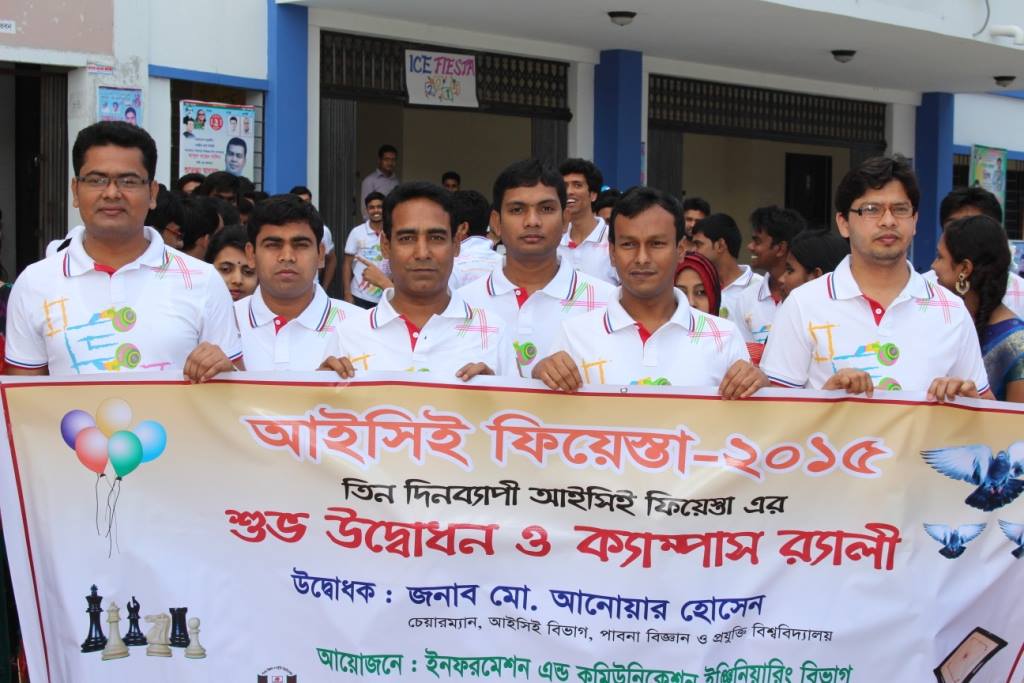 ICE FIESTA
আইসিই ফিয়েস্তা-২০১৫
তিন দিনব্যাপী আইসিই ফিয়েস্তা এর
শুভ উদ্বোধন ও ক্যাম্পাস র‍্যালী
উদ্বোধক : জনাব মো. আনোয়ার হোসেন
চেয়ারম্যান, আইসিই বিভাগ, পাবনা বিজ্ঞান ও প্রযুক্তি বিশ্ববিদ্যালয়
আয়োজনে : ইনফরমেশন এন্ড কমিউনিকেশন ইঞ্জিনিয়ারিং বিভাগ